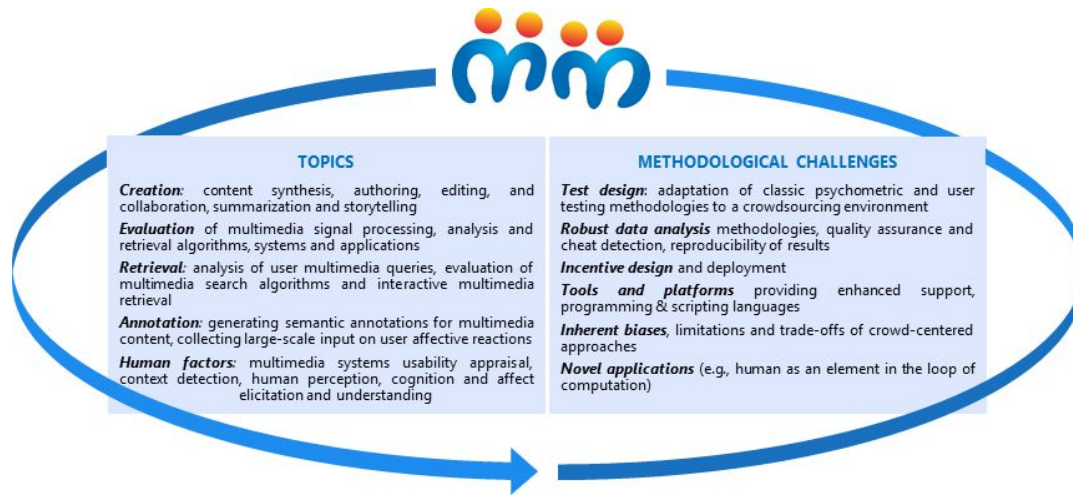 TOPICS
Creation: content synthesis, authoring, editing, and
collaboration, summarization and storytelling
Evaluation of multimedia signal processing, analysis and
retrieval algorithms, systems and applications
Retrieval: analysis of user multimedia queries, evaluation of
multimedia search algorithms and interactive multimedia
retrieval
Annotation: generating semantic annotations for multimedia
content, collecting large-scale input on user affective reactions
Human factors: multimedia systems usability appraisal,
context detection, human perception, cognition and affect
elicitation and understanding
METHODOLOGICAL CHALLENGES
Test design: adaptation of classic psychometric and user
testing methodologies to a crowdsourcing environment
Robust data analysis methodologies, quality assurance and
cheat detection, reproducibility of results
Incentive design and deployment
Tools and platforms providing enhanced support,
programming & scripting languages
Inherent biases, limitations and trade-offs of crowd-centered
approaches
Novel applications (e.g., human as an element in the loop of
computation)